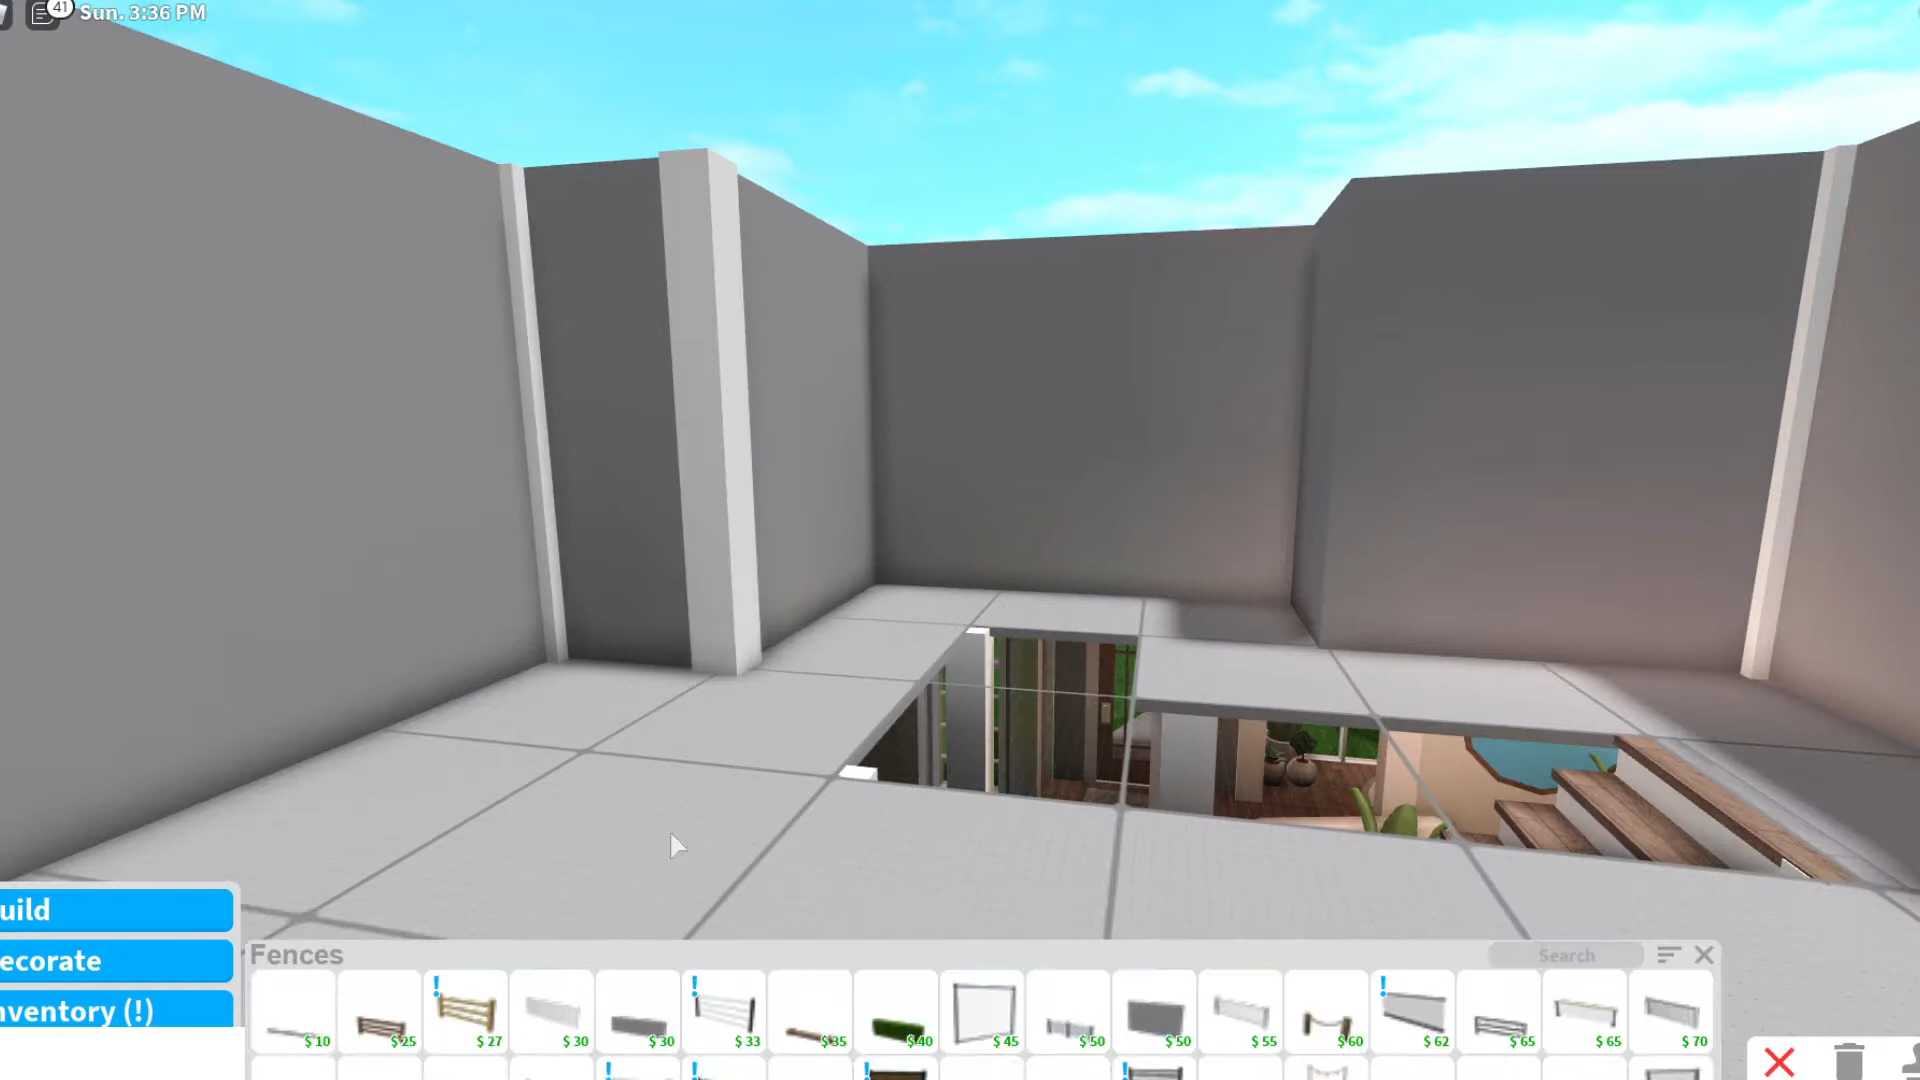 41
Sun. 3:36 PM
uild
ecorate
nventory (!)
Fences
Search
! ! !
$ 10 $ 25 $ 27 $ 30 $ 30 $ 33 $ 35 $ 40 $ 45 $ 50 $ 50 $ 55 $ 60 $ 62 $ 65 $ 65 $ 70
! ! ! !